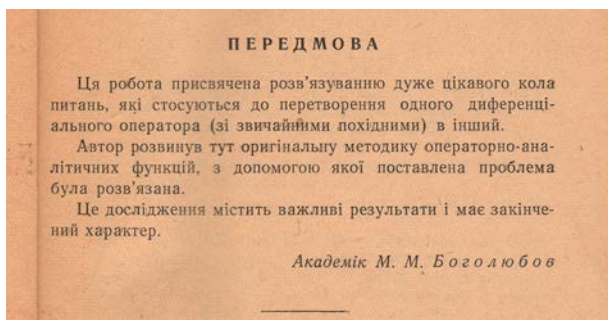 ПЕРЕДМОВА
Ця робота присвячена розв'язуванню дуже цікавого кола
питань, які стосуються до перетворення одного диференці-
ального оператора (зі звичайними похідними) в інший.
Автор розвинув тут оригінальну методику операторно-ана-
літичних функцій, з допомогою якої поставлена проблема
була розв'язана.
Це дослідження містить важливі результати і має закінче-
ний характер.
Академік М. М. Боголюбов